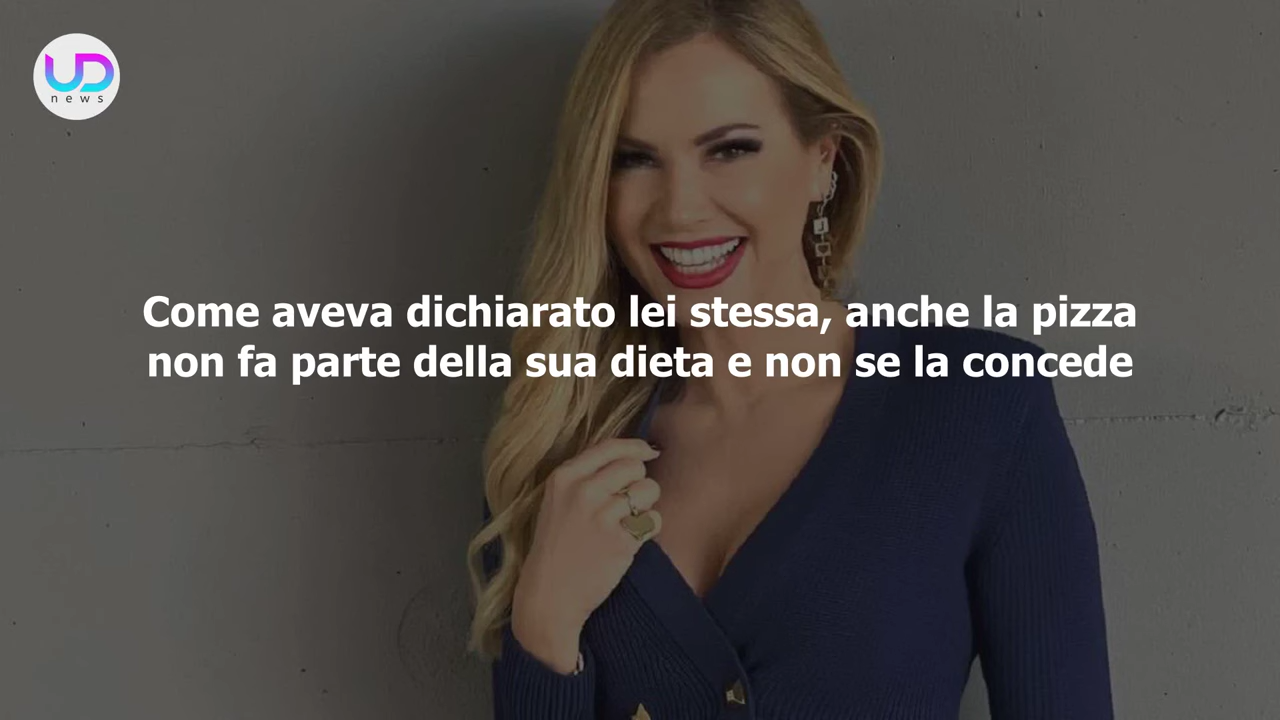 UD
news
Come aveva dichiarato lei stessa, anche la pizza
non fa parte della sua dieta e non se la concede
J